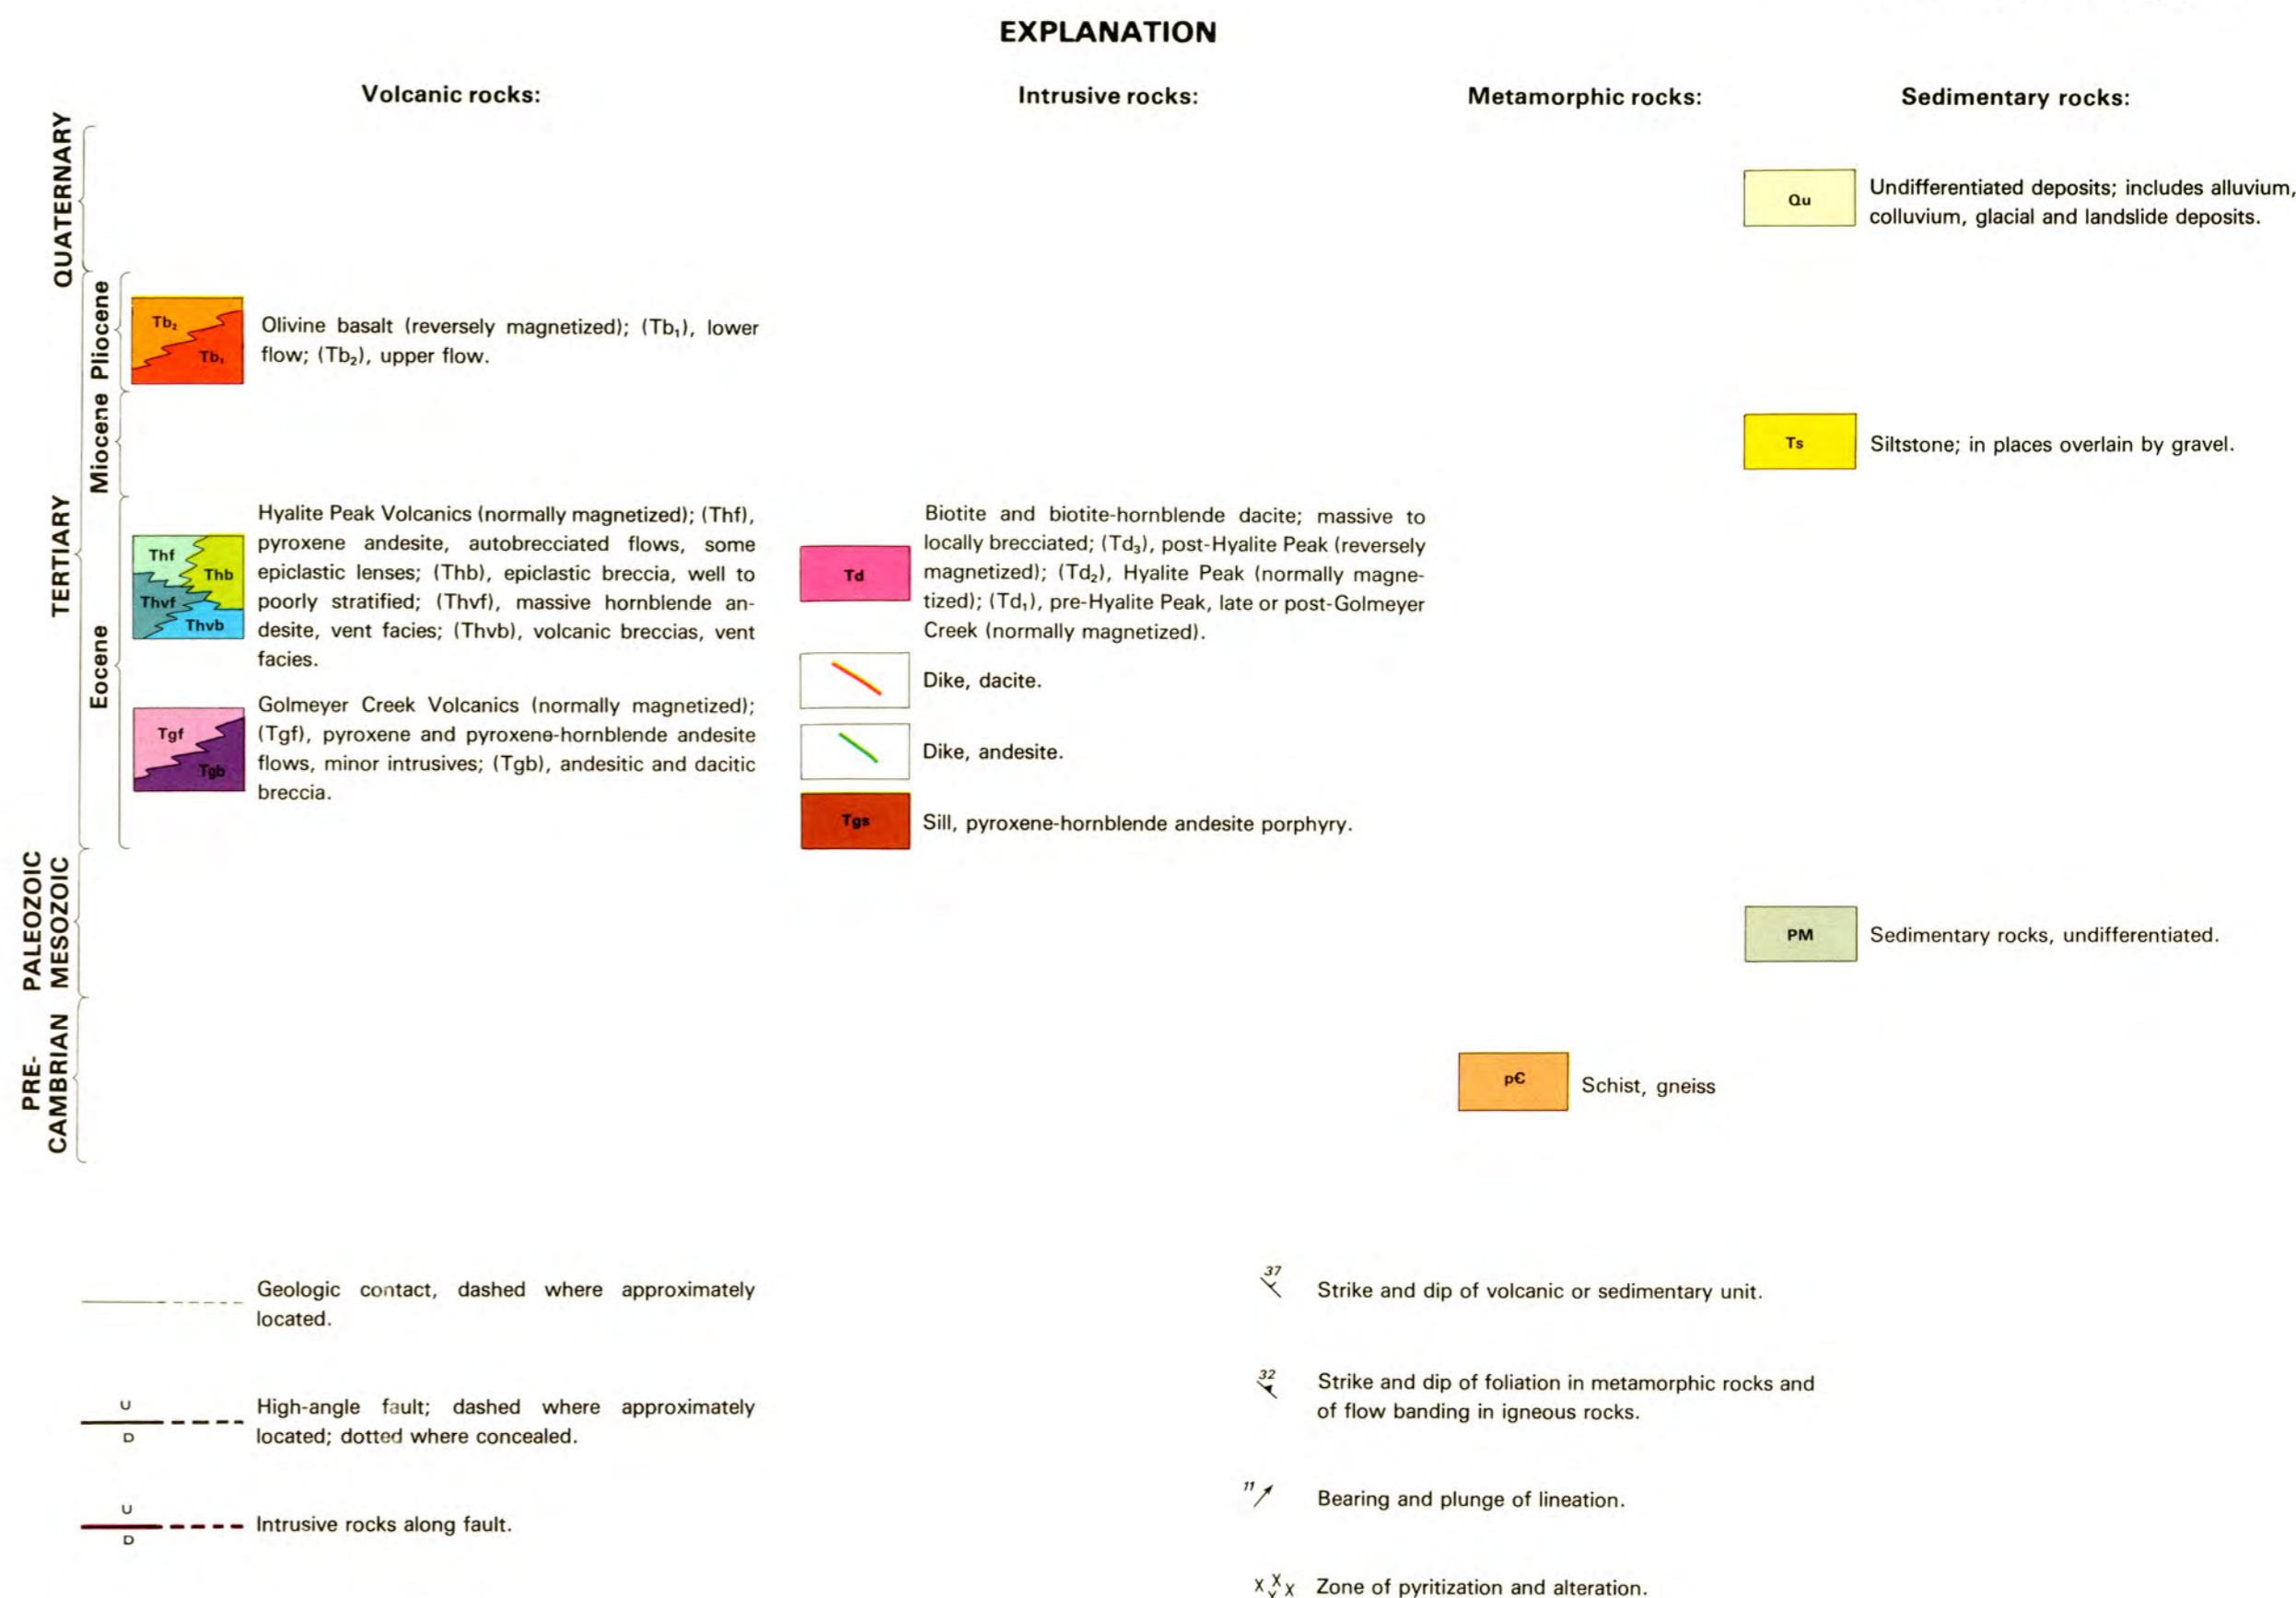 EXPLANATION
Volcanic rocks:
Intrusive rocks:
Metamorphic rocks:
Sedimentary rocks:
QUATERNARY
Qu
Undifferentiated deposits; includes alluvium,
colluvium, glacial and landslide deposits.
TERTIARY
Pliocene
Tb₂
Tb₁
Olivine basalt (reversely magnetized); (Tb₁), lower
flow; (Tb₂), upper flow.
Miocene
Ts
Siltstone; in places overlain by gravel.
Eocene
Thf
Thb
Thvf
Thvb
Hyalite Peak Volcanics (normally magnetized); (Thf),
pyroxene andesite, autobrecciated flows, some
epiclastic lenses; (Thb), epiclastic breccia, well to
poorly stratified; (Thvf), massive hornblende an-
desite, vent facies; (Thvb), volcanic breccias, vent
facies.
Tgf
Tgb
Golmeyer Creek Volcanics (normally magnetized);
(Tgf), pyroxene and pyroxene-hornblende andesite
flows, minor intrusives; (Tgb), andesitic and dacitic
breccia.
Td
Biotite and biotite-hornblende dacite; massive to
locally brecciated; (Td₃), post-Hyalite Peak (reversely
magnetized); (Td₂), Hyalite Peak (normally magne-
tized); (Td₁), pre-Hyalite Peak, late or post-Golmeyer
Creek (normally magnetized).
Dike, dacite.
Dike, andesite.
Tgs
Sill, pyroxene-hornblende andesite porphyry.
PALEOZOIC
MESOZOIC
PM
Sedimentary rocks, undifferentiated.
PRE-
CAMBRIAN
p€
Schist, gneiss
Geologic contact, dashed where approximately
located.
U
D
High-angle fault; dashed where approximately
located; dotted where concealed.
U
D
Intrusive rocks along fault.
37
Strike and dip of volcanic or sedimentary unit.
32
Strike and dip of foliation in metamorphic rocks and
of flow banding in igneous rocks.
11
Bearing and plunge of lineation.
x x x x
Zone of pyritization and alteration.